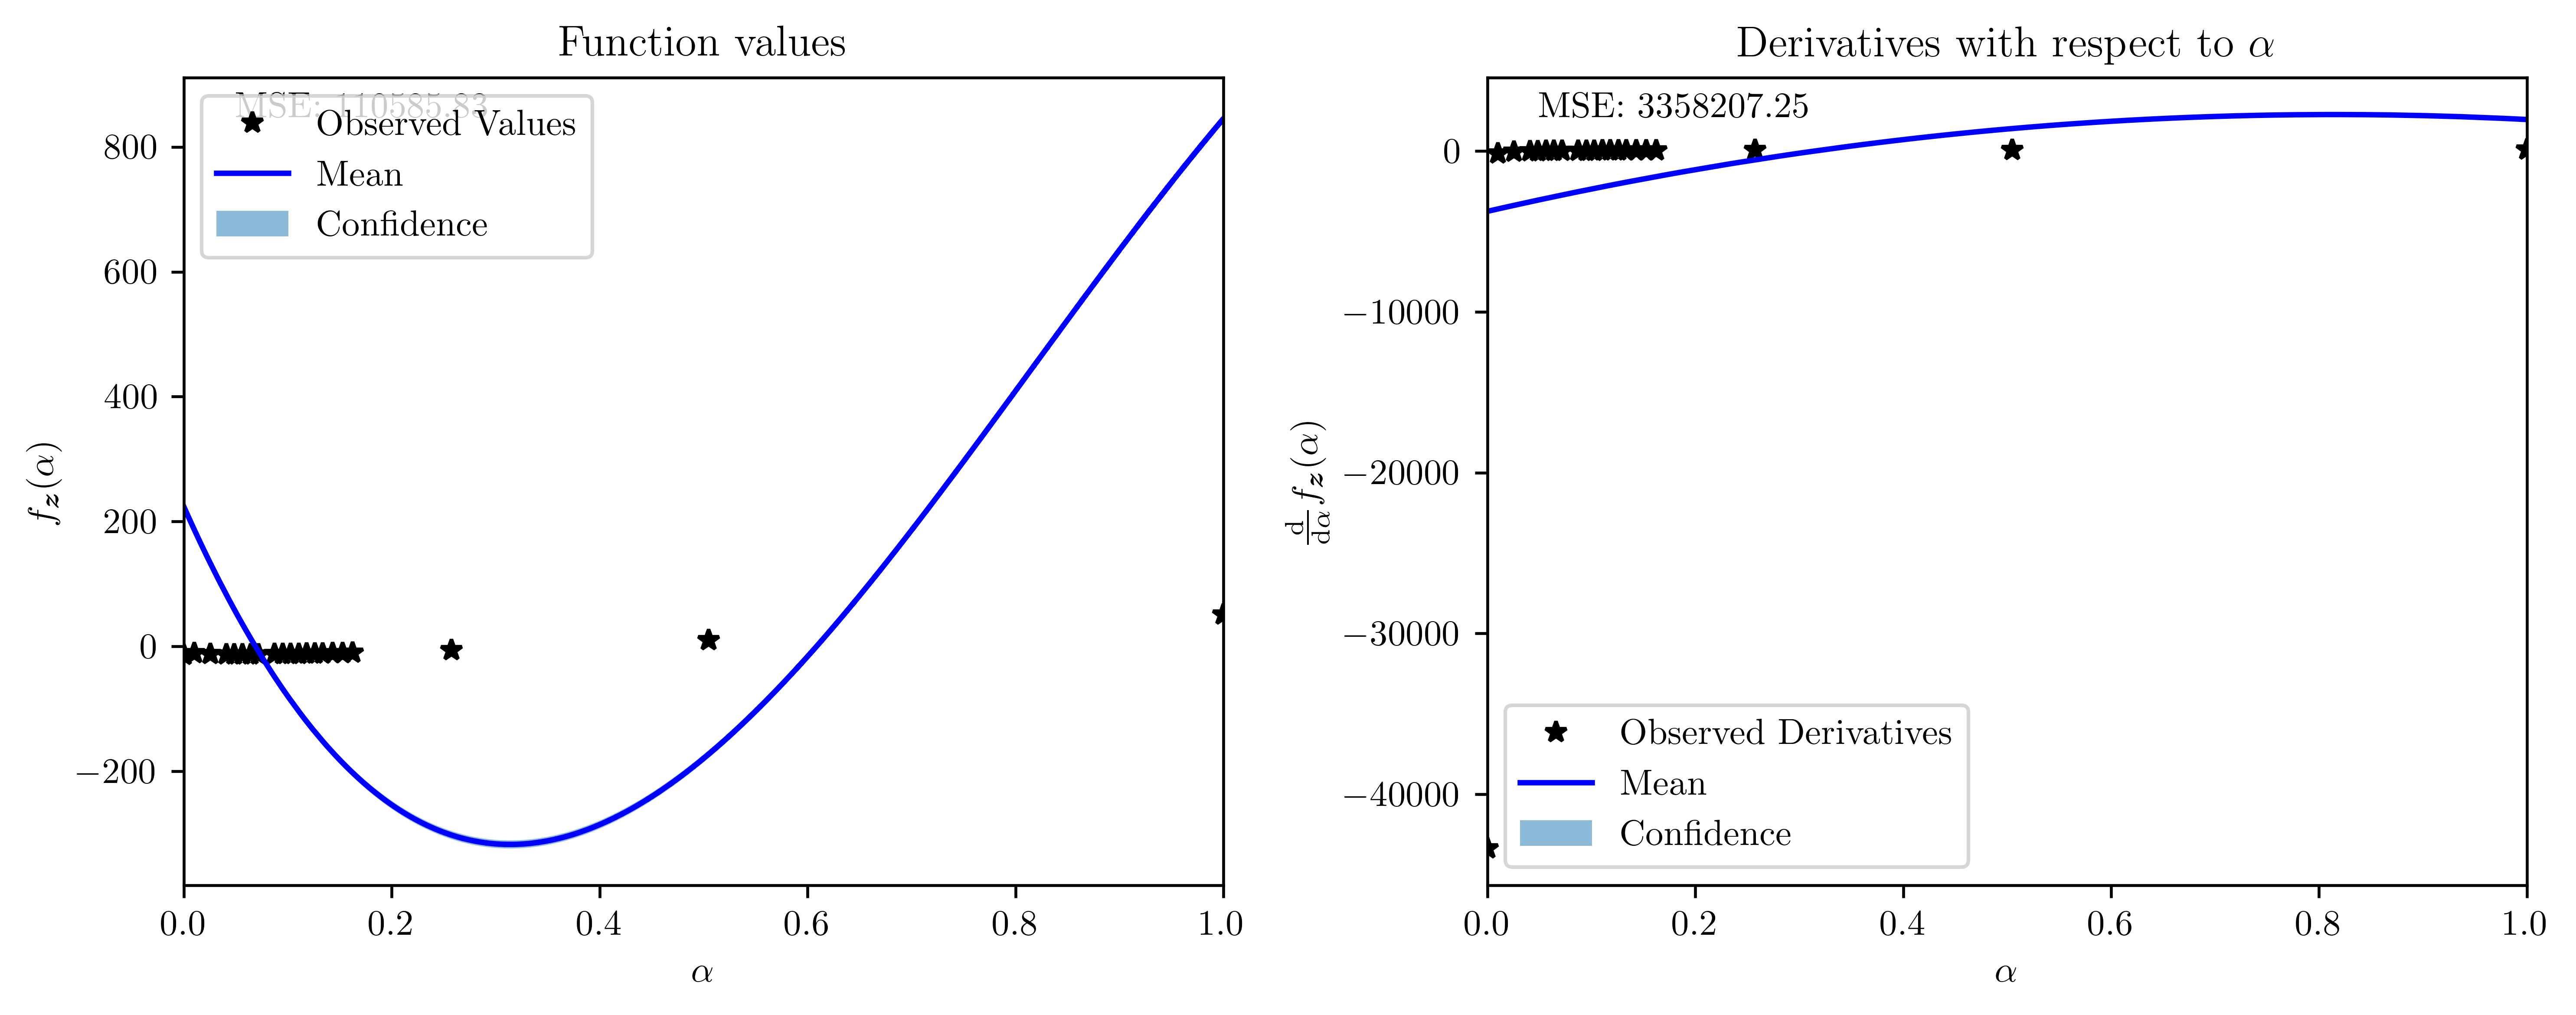 Function values
MSE: 110585.83
Observed Values
Mean
Confidence
800
600
400
200
0
−200
f_z(α)
0.0 0.2 0.4 0.6 0.8 1.0
α
Derivatives with respect to α
MSE: 3358207.25
0
−10000
−20000
−30000
−40000
d/dα f_z(α)
Observed Derivatives
Mean
Confidence
0.0 0.2 0.4 0.6 0.8 1.0
α